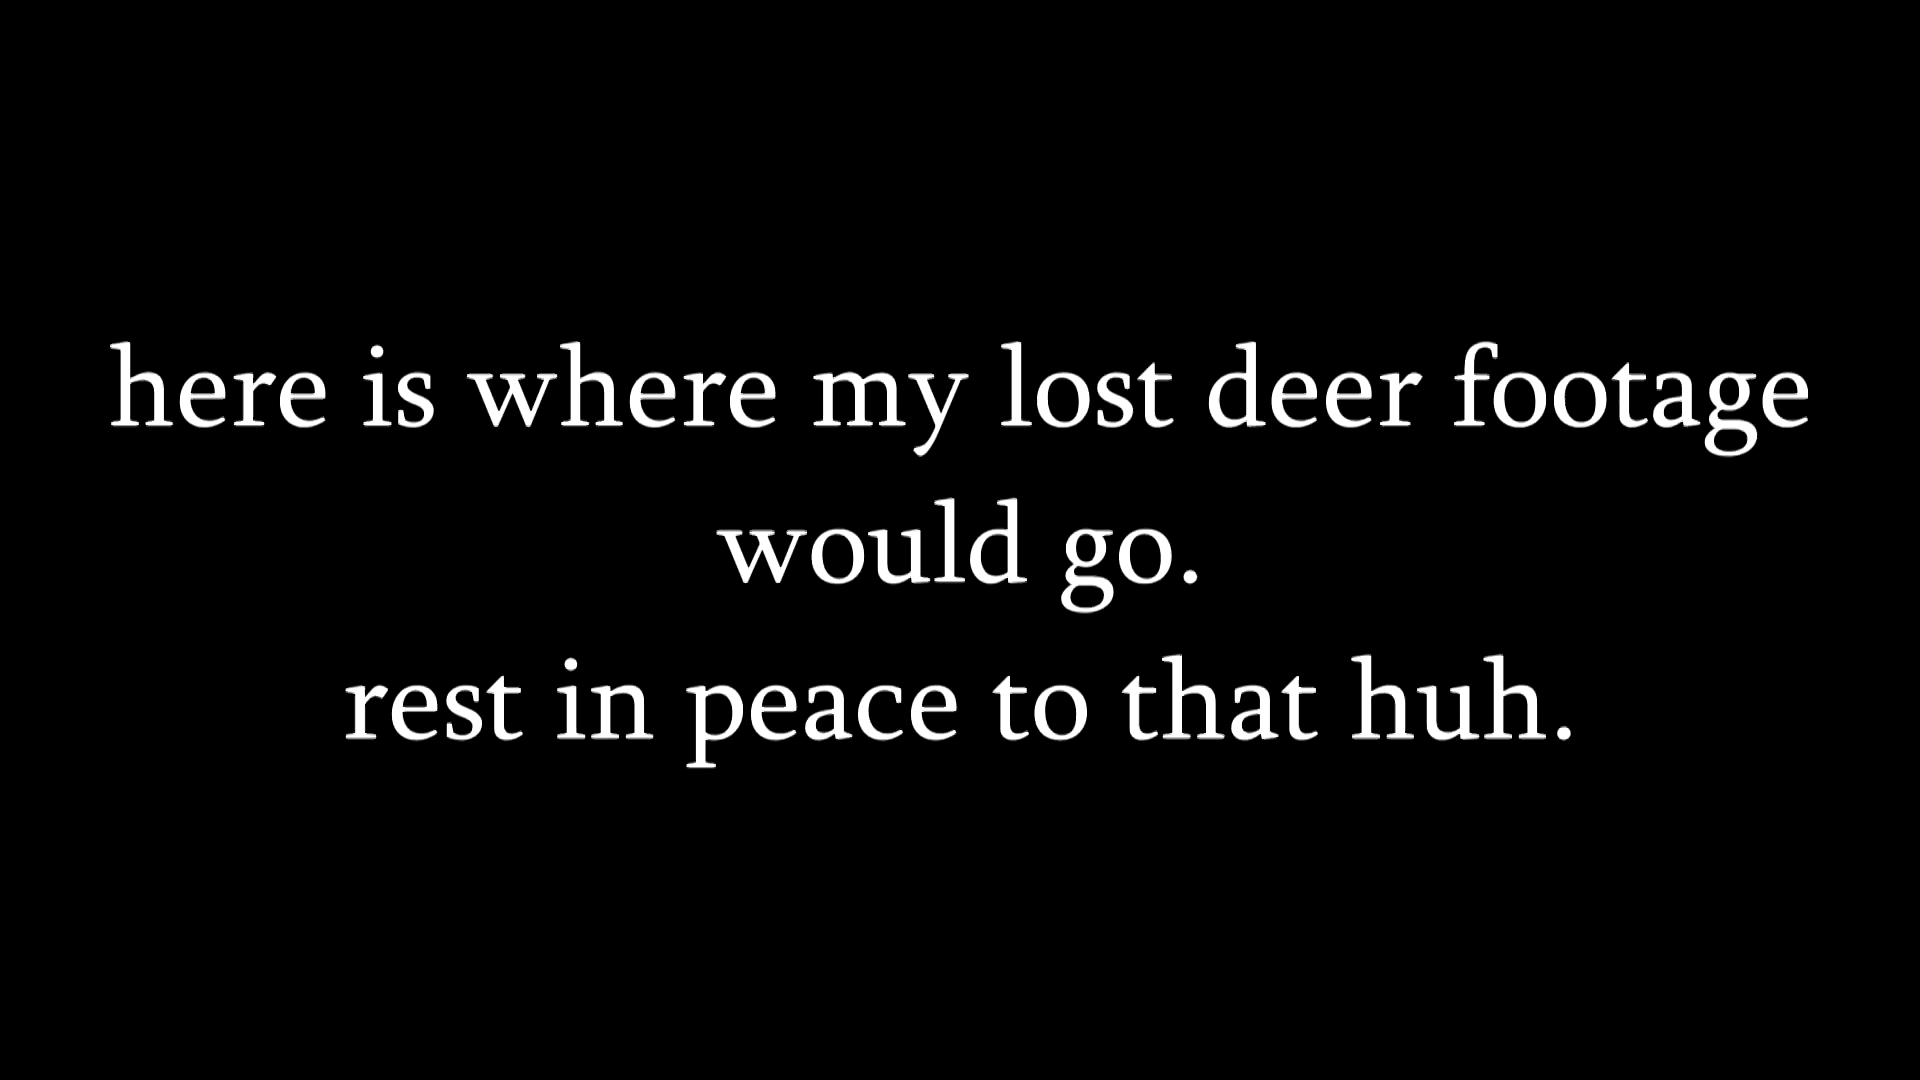 here is where my lost deer footage
would go.
rest in peace to that huh.